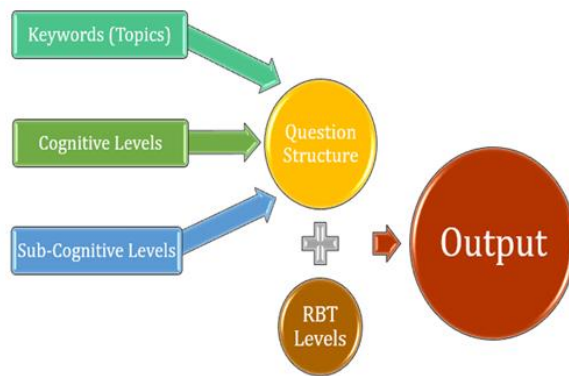 Keywords (Topics)
Cognitive Levels
Sub-Cognitive Levels
Question
Structure
RBT
Levels
Output